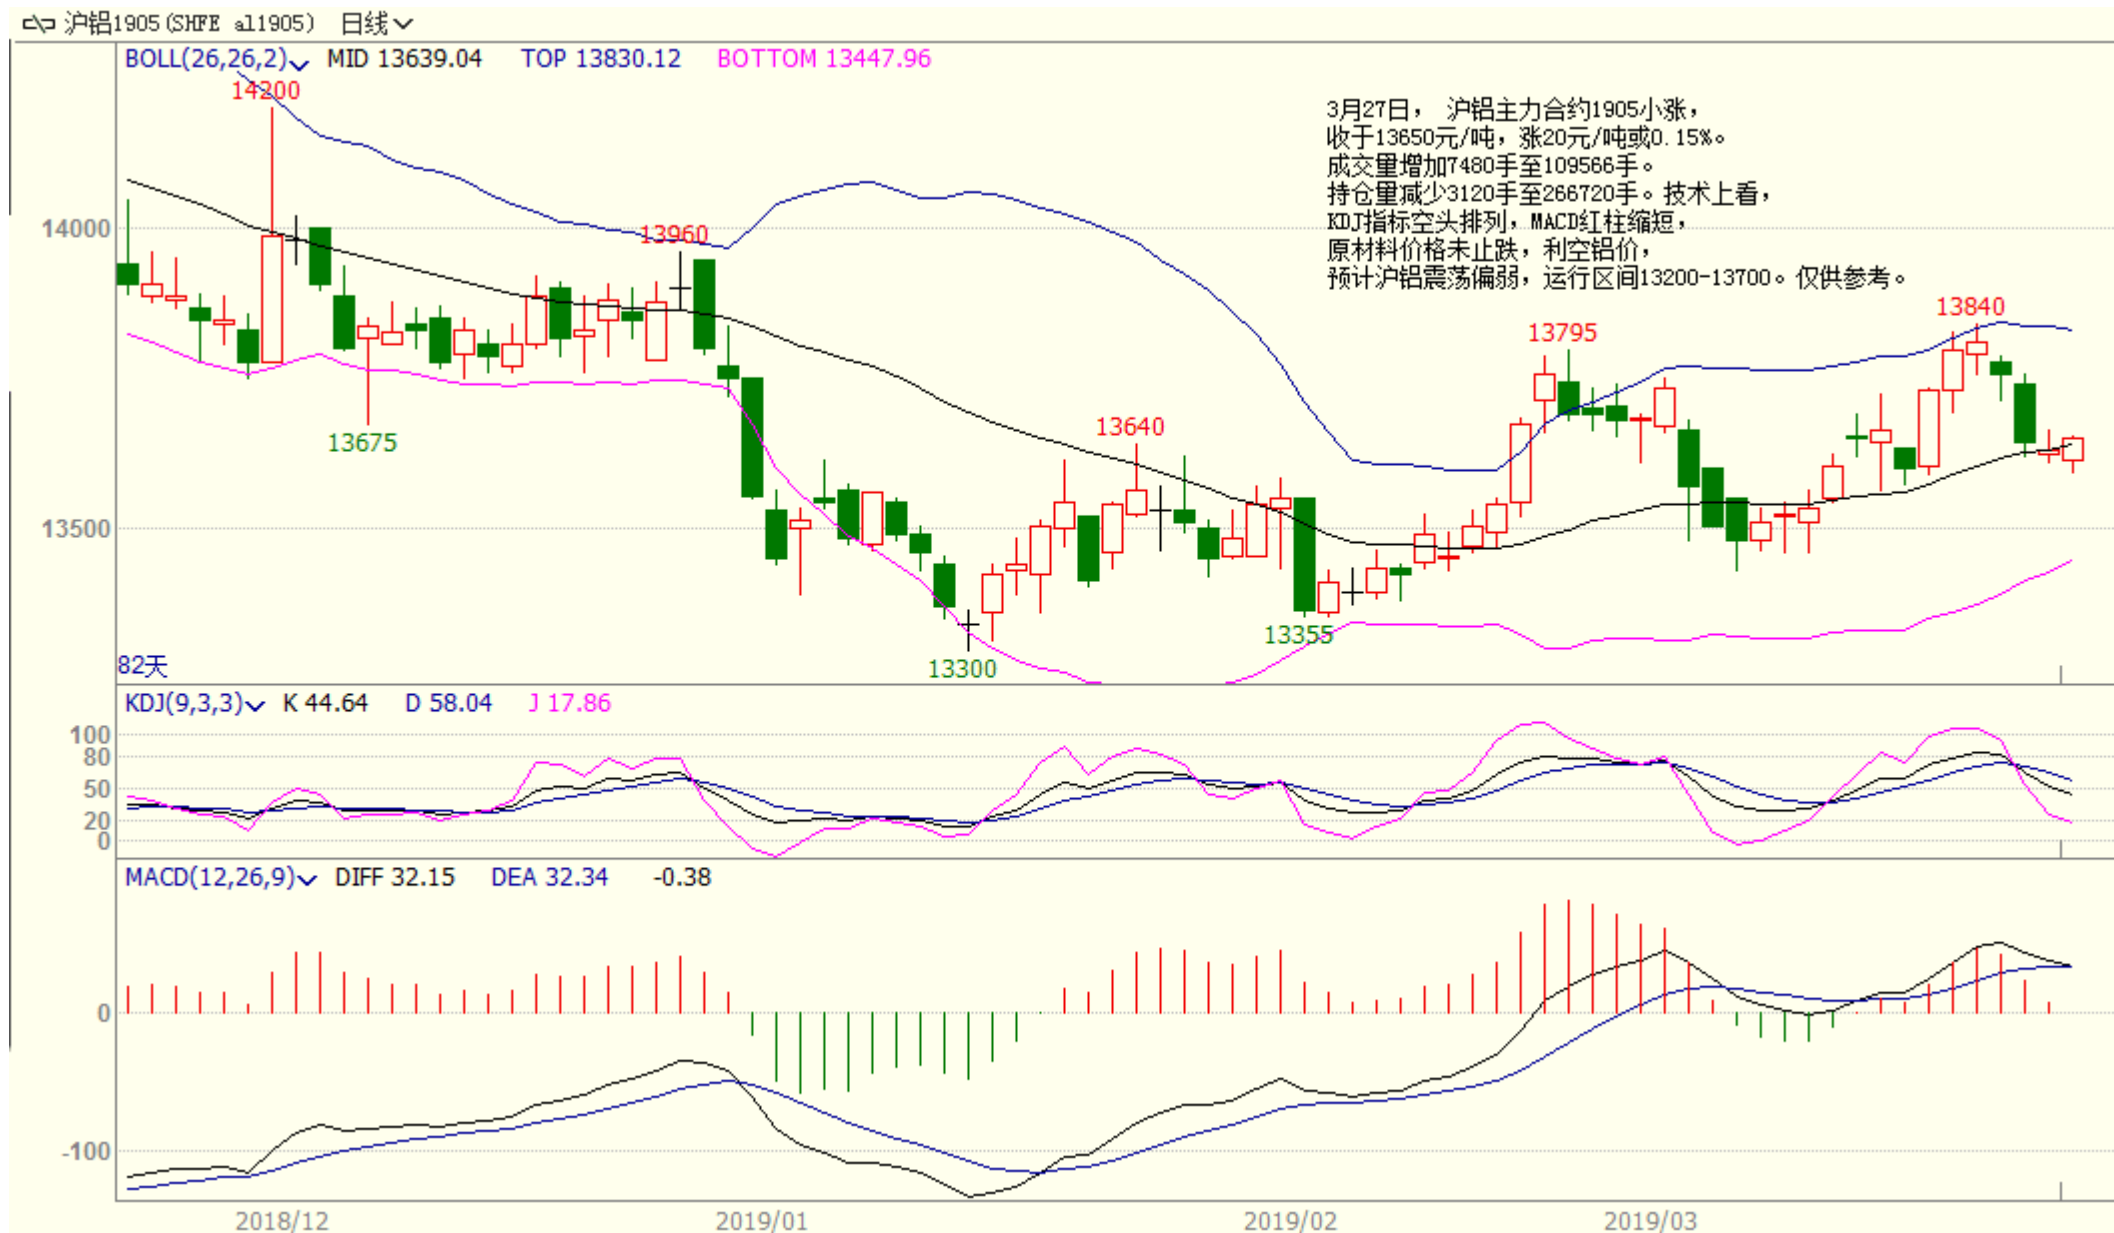 沪铝1905(SHFE al1905) 日线
BOLL(26,26,2) MID 13639.04 TOP 13830.12 BOTTOM 13447.96
14200
3月27日， 沪铝主力合约1905小涨，
收于13650元/吨，涨20元/吨或0.15%。
成交量增加7480手至109566手。
持仓量减少3120手至266720手。技术上看，
KDJ指标空头排列，MACD红柱缩短，
原材料价格未止跌，利空铝价，
预计沪铝震荡偏弱，运行区间13200-13700。仅供参考。
14000
13960
13840
13795
13675
13640
13500
13355
13300
82天
KDJ(9,3,3) K 44.64 D 58.04 J 17.86
100
80
50
20
0
MACD(12,26,9) DIFF 32.15 DEA 32.34 -0.38
0
-100
2018/12 2019/01 2019/02 2019/03